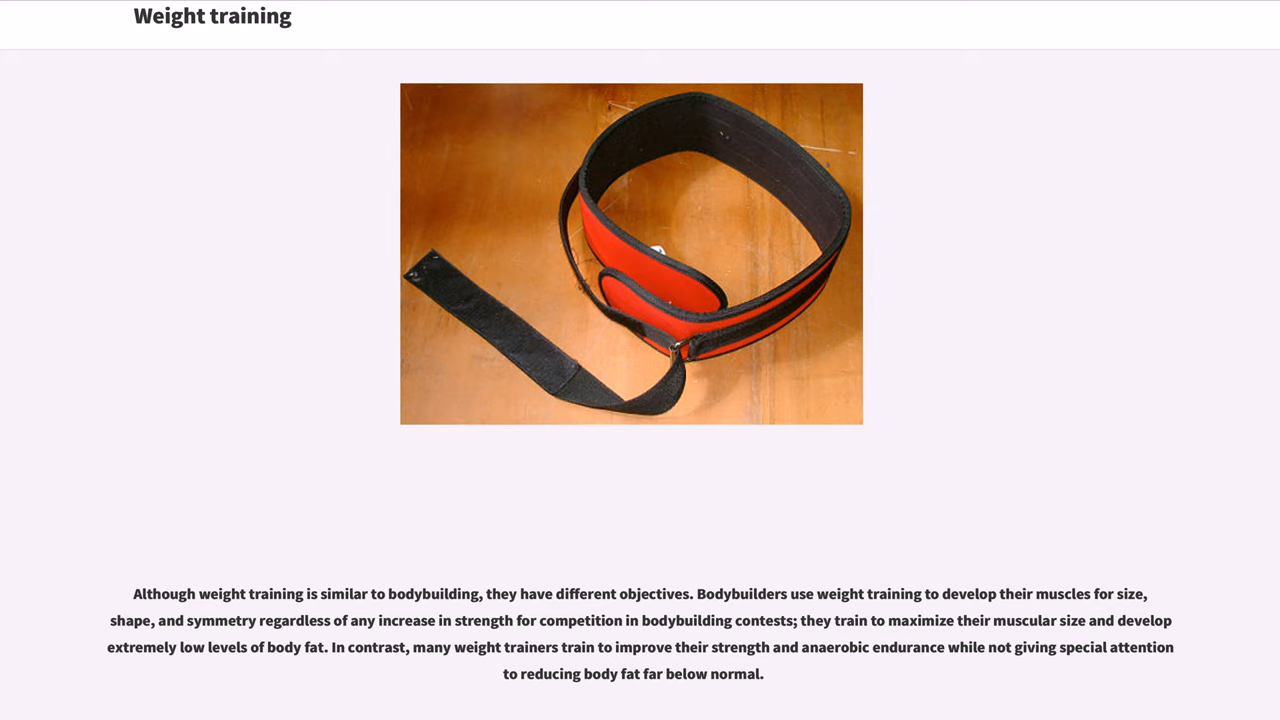 Weight training
Although weight training is similar to bodybuilding, they have different objectives. Bodybuilders use weight training to develop their muscles for size,
shape, and symmetry regardless of any increase in strength for competition in bodybuilding contests; they train to maximize their muscular size and develop
extremely low levels of body fat. In contrast, many weight trainers train to improve their strength and anaerobic endurance while not giving special attention
to reducing body fat far below normal.